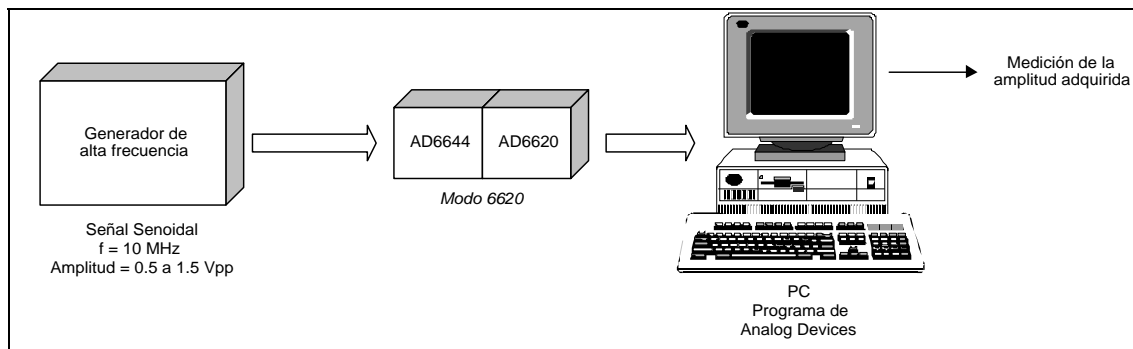 Generador de
alta frecuencia
Señal Senoidal
f = 10 MHz
Amplitud = 0.5 a 1.5 Vpp
AD6644
AD6620
Modo 6620
PC
Programa de
Analog Devices
Medición de la
amplitud adquirida